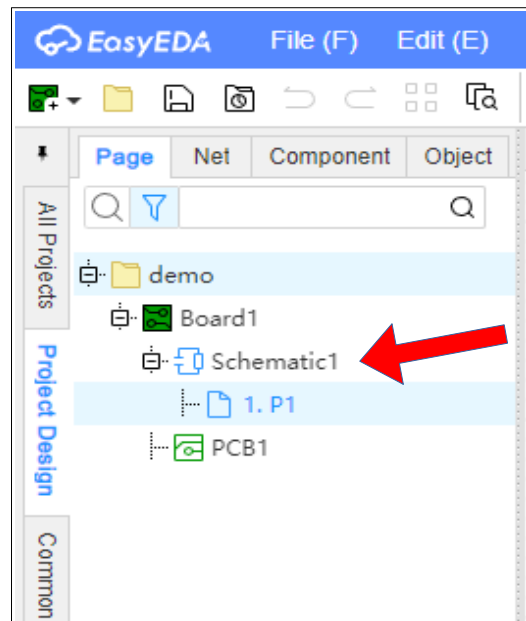 EasyEDA File (F) Edit (E)
Page Net Component Object
All Projects
demo
Board1
Schematic1
1. P1
PCB1
Project Design
Common